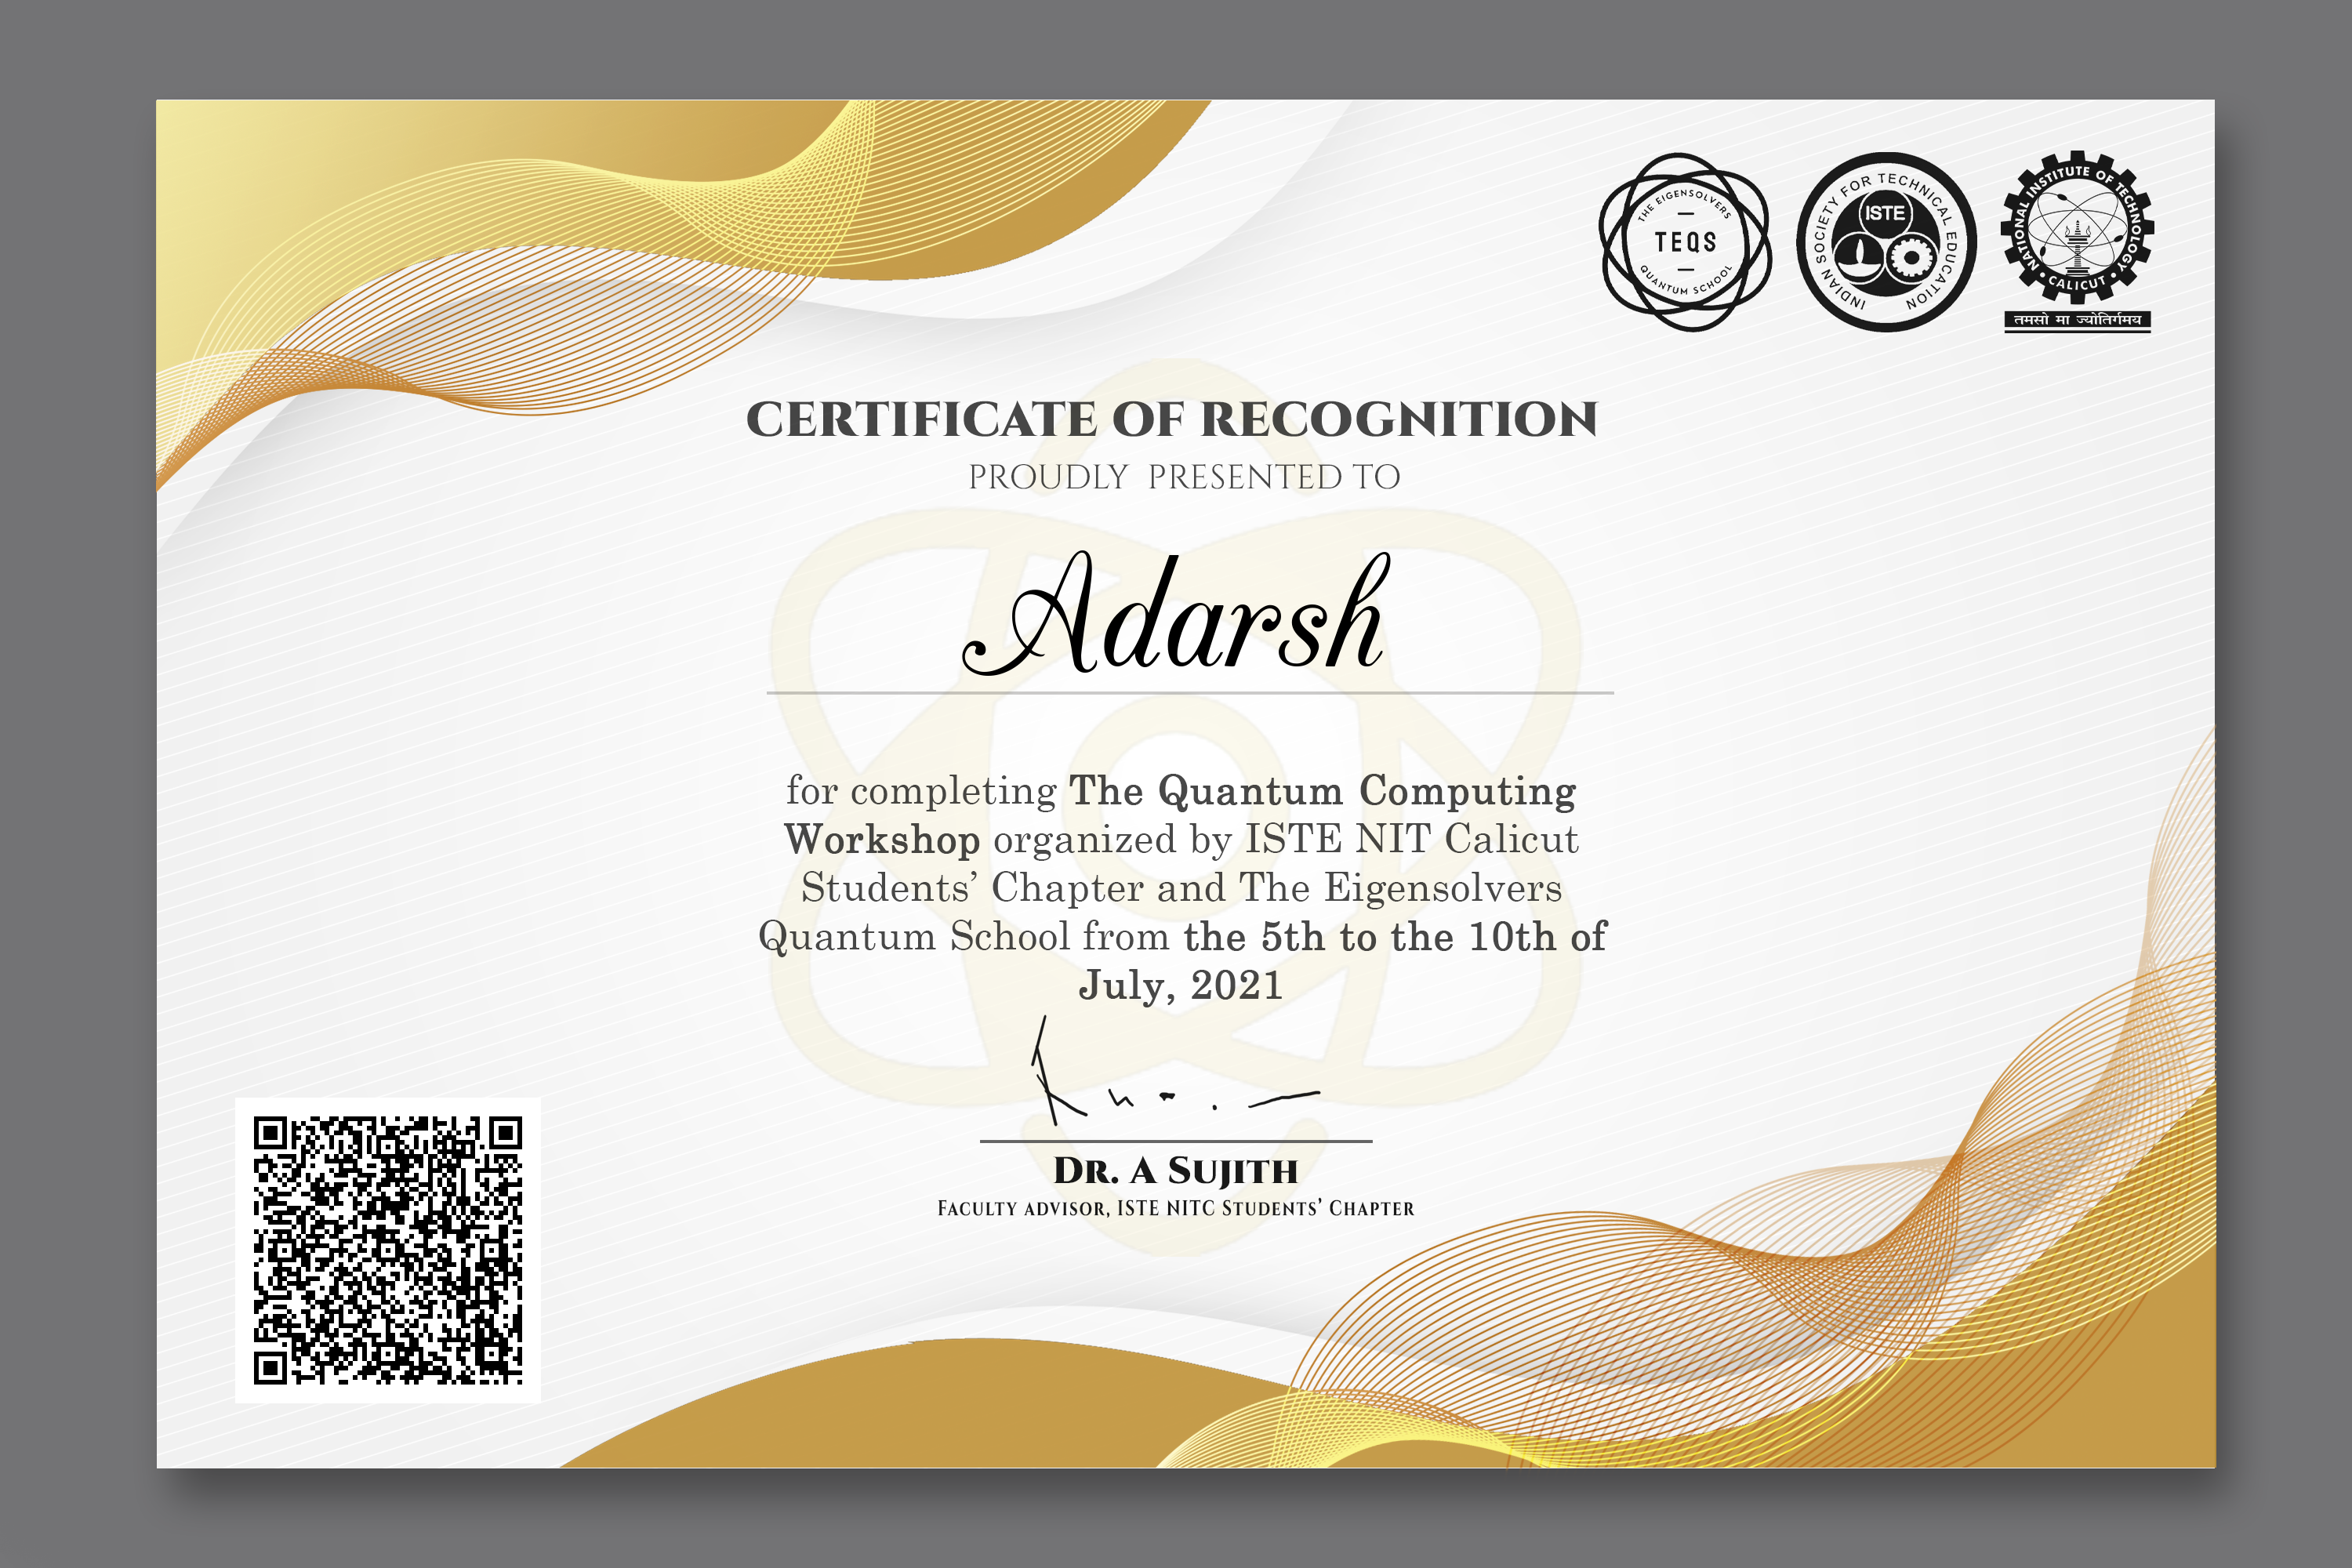 THE EIGENSOLVERS
TEQS
QUANTUM SCHOOL
INDIAN SOCIETY FOR TECHNICAL EDUCATION
ISTE
NATIONAL INSTITUTE OF TECHNOLOGY
• CALICUT •
तमसो मा ज्योतिर्गमय
CERTIFICATE OF RECOGNITION
PROUDLY PRESENTED TO
Adarsh
for completing The Quantum Computing
Workshop organized by ISTE NIT Calicut
Students’ Chapter and The Eigensolvers
Quantum School from the 5th to the 10th of
July, 2021
DR. A SUJITH
FACULTY ADVISOR, ISTE NITC STUDENTS’ CHAPTER